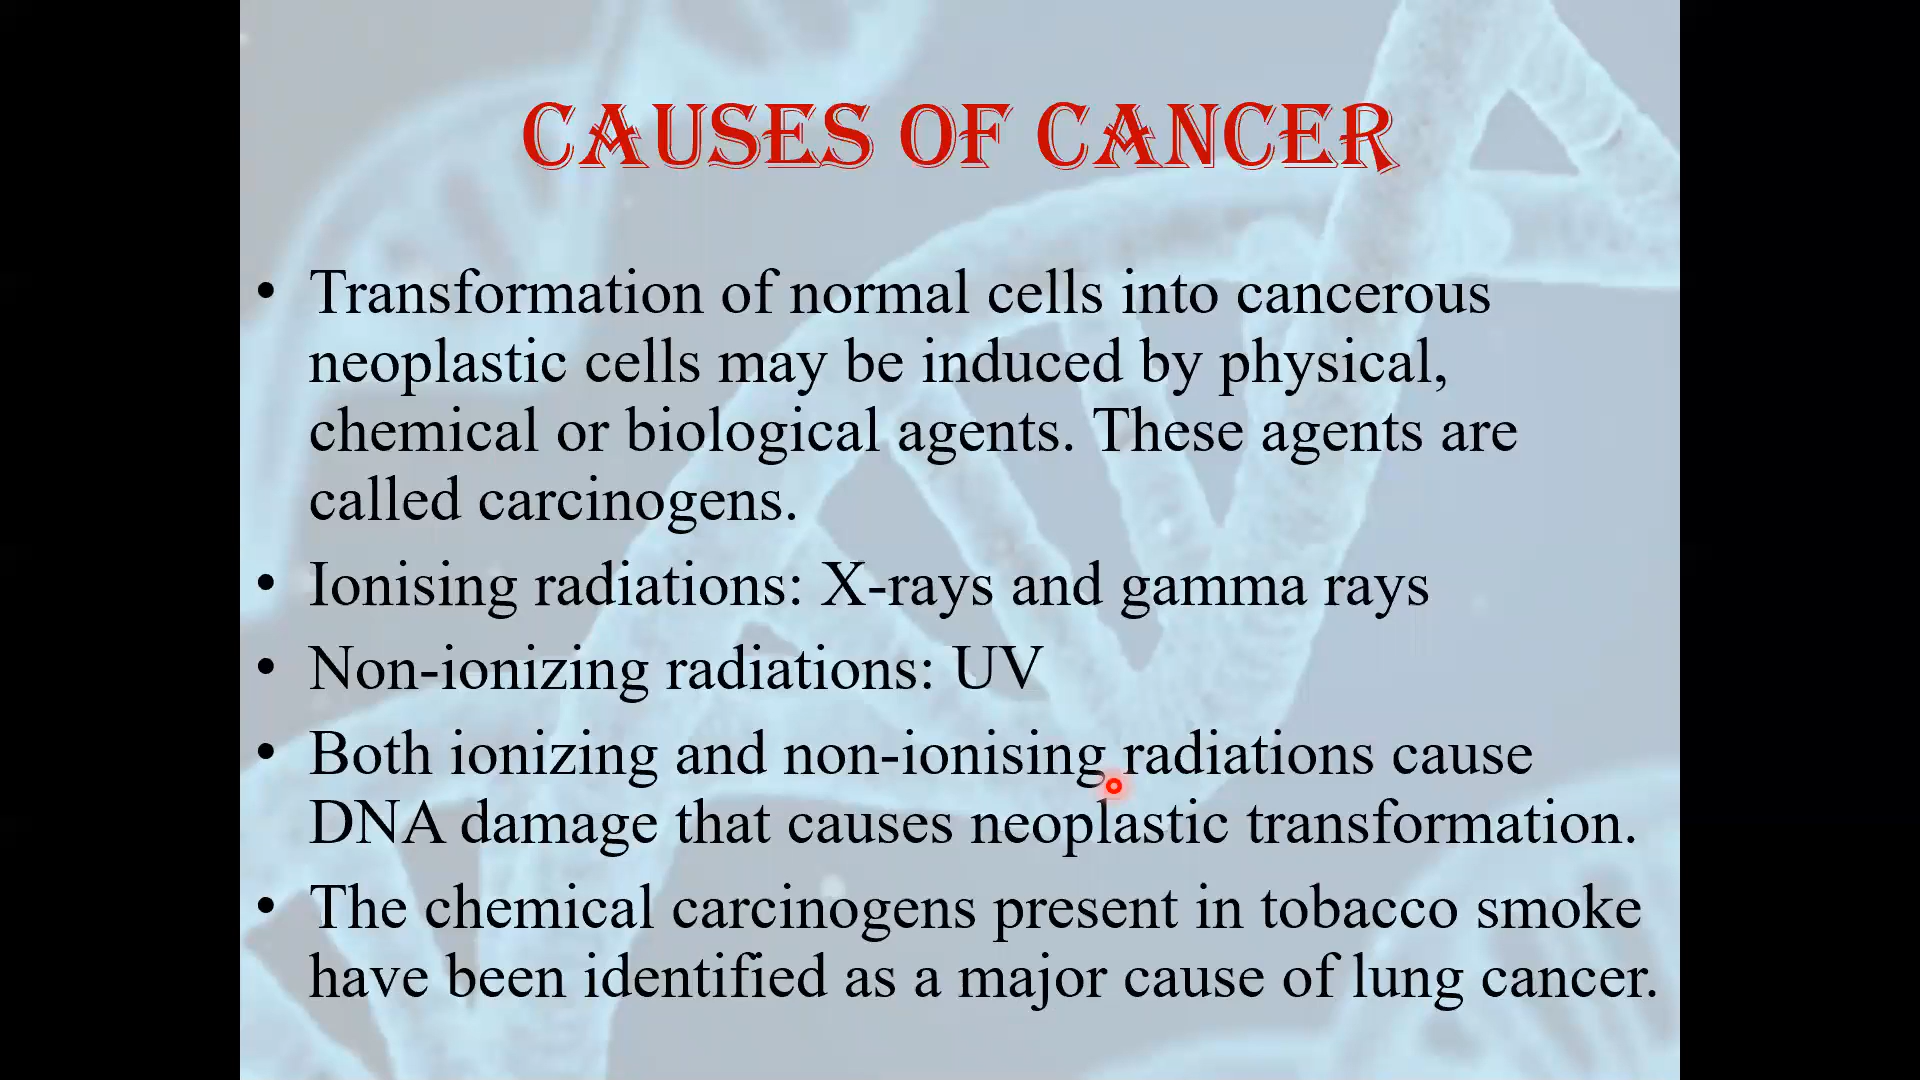 CAUSES OF CANCER
• Transformation of normal cells into cancerous
neoplastic cells may be induced by physical,
chemical or biological agents. These agents are
called carcinogens.
• Ionising radiations: X-rays and gamma rays
• Non-ionizing radiations: UV
• Both ionizing and non-ionising radiations cause
DNA damage that causes neoplastic transformation.
• The chemical carcinogens present in tobacco smoke
have been identified as a major cause of lung cancer.